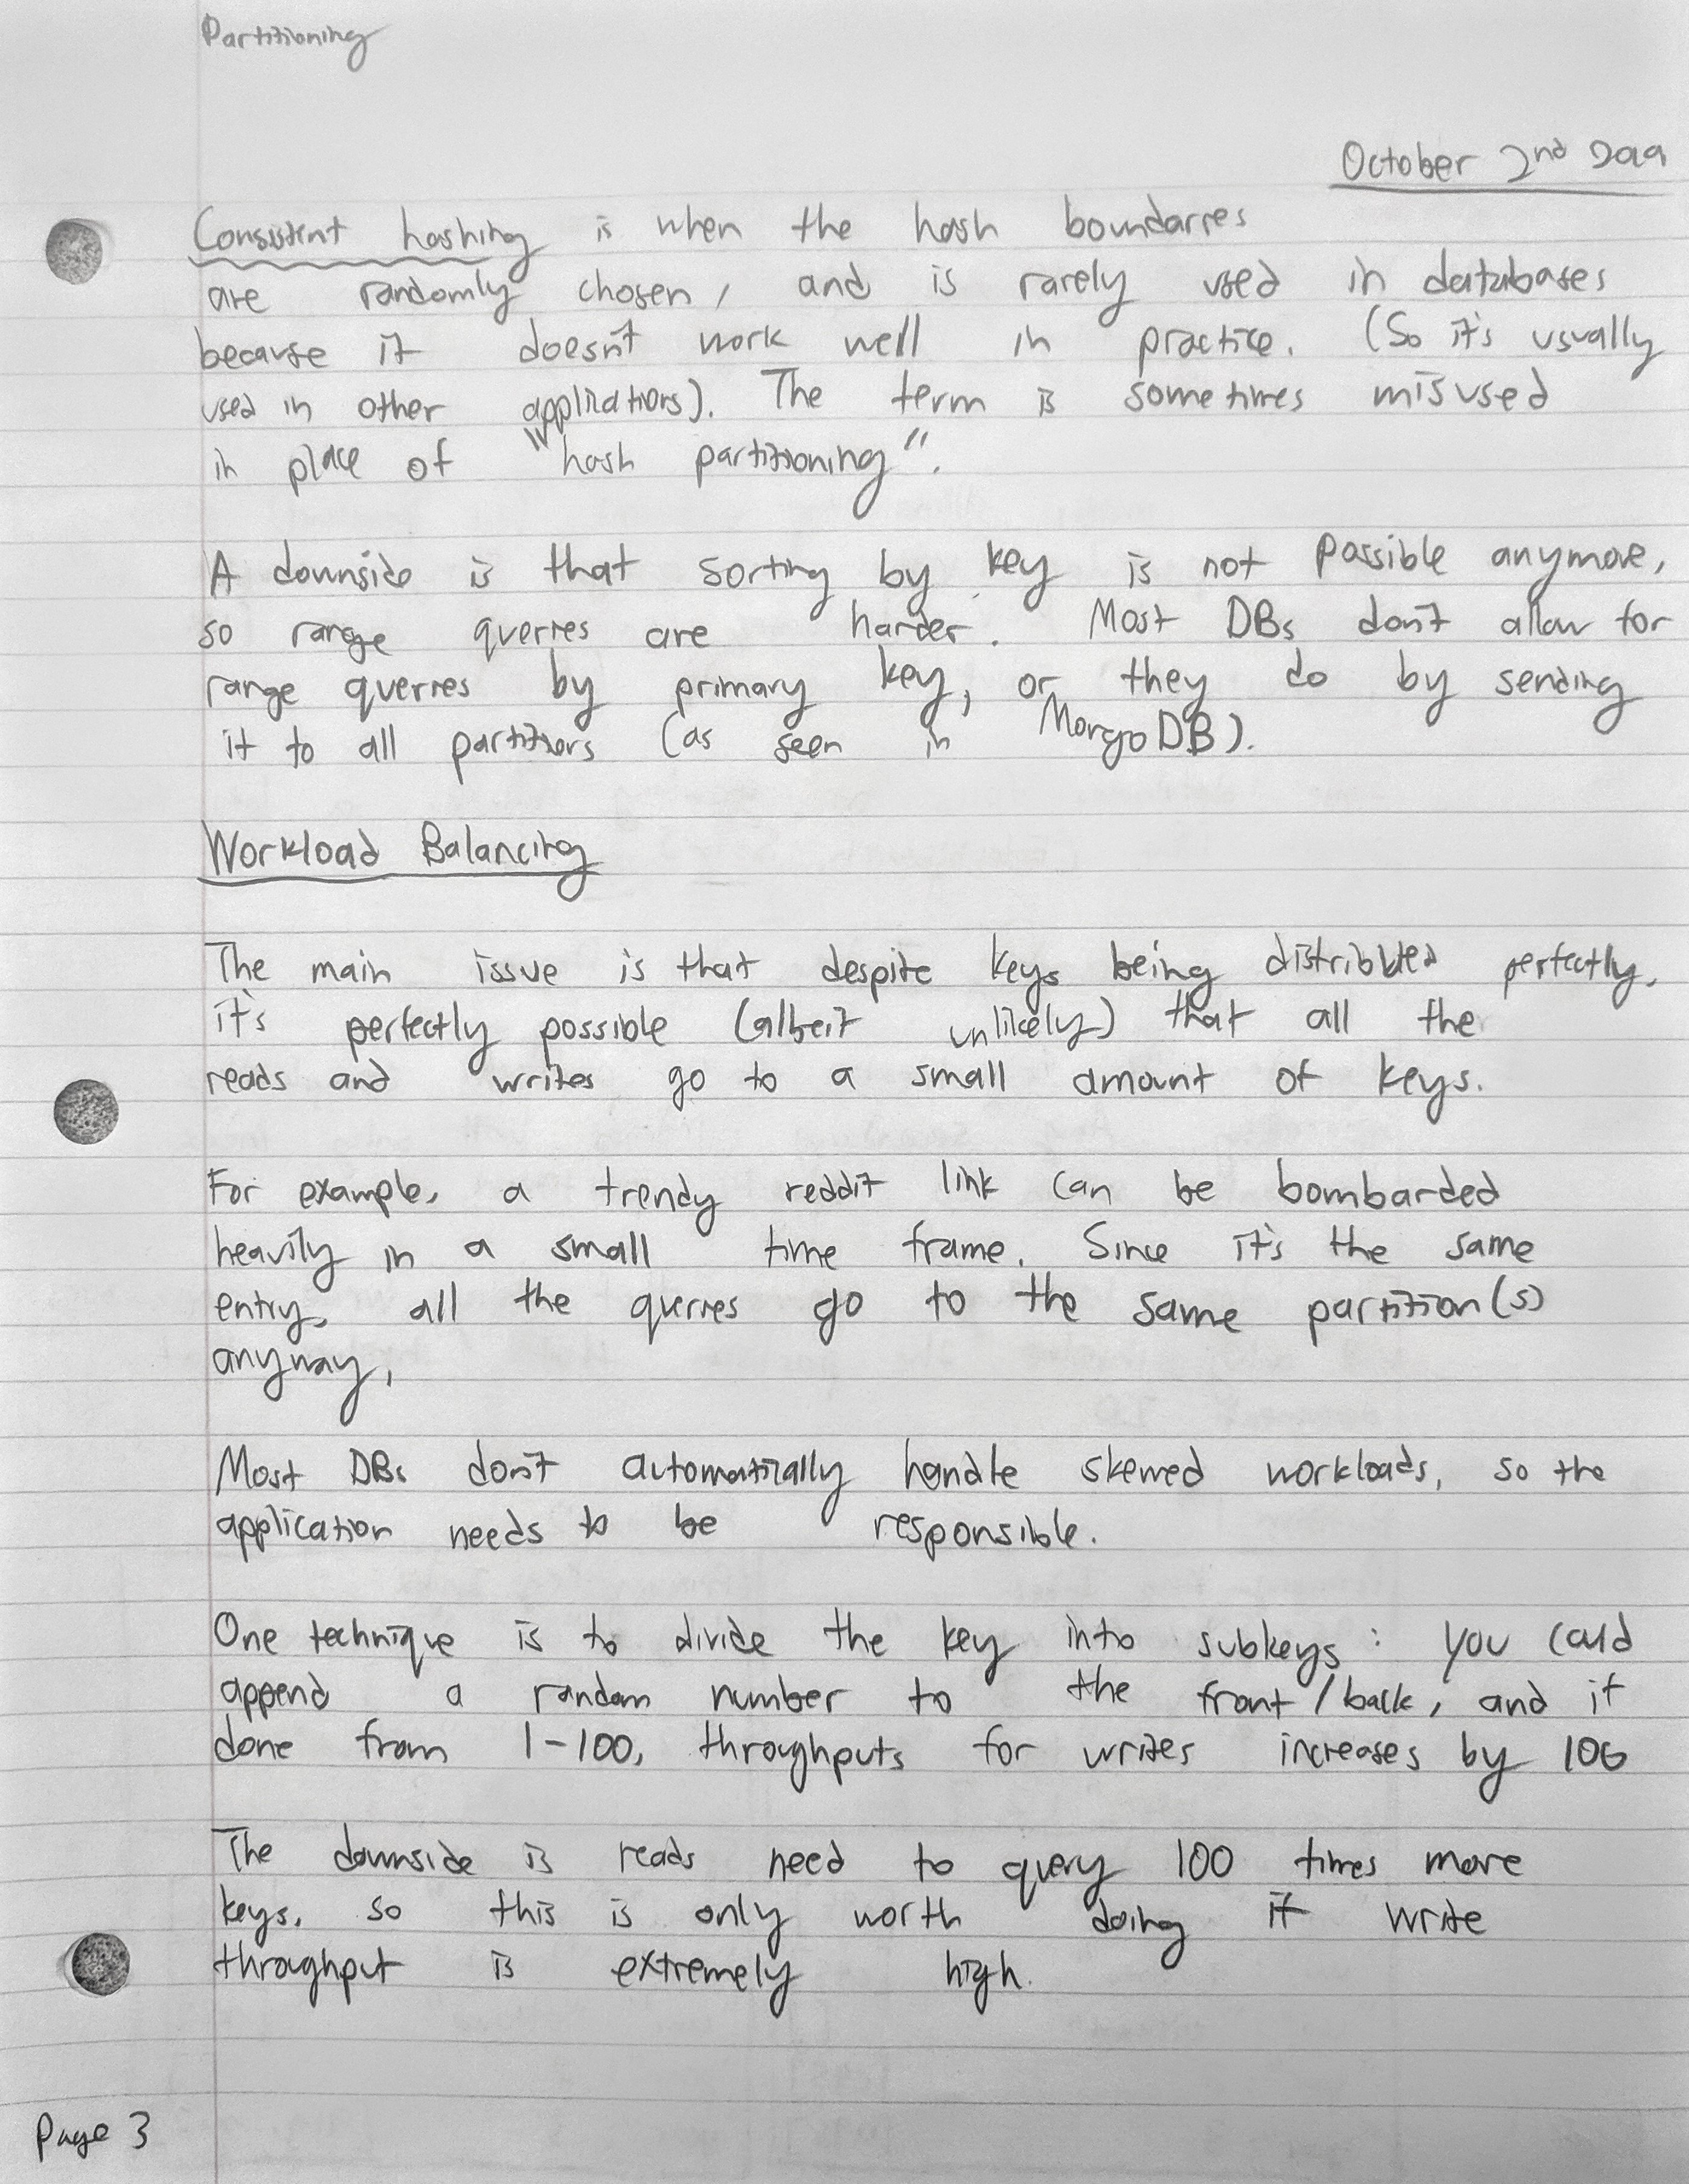 Partitioning
October 2nd 2019
Consistent hashing is when the hash boundaries
are randomly chosen, and is rarely used in databases
because it doesn't work well in practice. (So it's usually
used in other applications). The term is sometimes misused
in place of "hash partitioning".
A downside is that sorting by key is not possible anymore,
so range queries are harder. Most DBs don't allow for
range queries by primary key, or they do by sending
it to all partitions (as seen in MongoDB).
Workload Balancing
The main issue is that despite keys being distributed perfectly,
it's perfectly possible (albeit unlikely) that all the
reads and writes go to a small amount of keys.
For example, a trendy reddit link can be bombarded
heavily in a small time frame. Since it's the same
entry, all the queries go to the same partition(s)
anyway,
Most DBs don't automatically handle skewed workloads, so the
application needs to be responsible.
One technique is to divide the key into subkeys: you could
append a random number to the front/back, and if
done from 1-100, throughputs for writes increases by 100
The downside is reads need to query 100 times more
keys, so this is only worth doing if write
throughput is extremely high.
Page 3